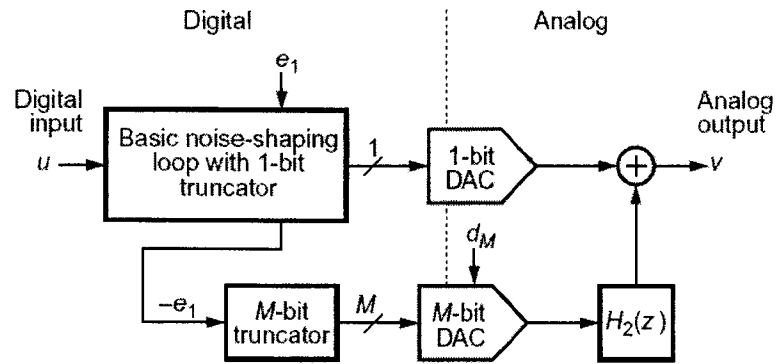 Digital
Analog
e1
Digital
input
u
Basic noise-shaping
loop with 1-bit
truncator
1
1-bit
DAC
+
Analog
output
v
dM
–e1
M-bit
truncator
M
M-bit
DAC
H2(z)